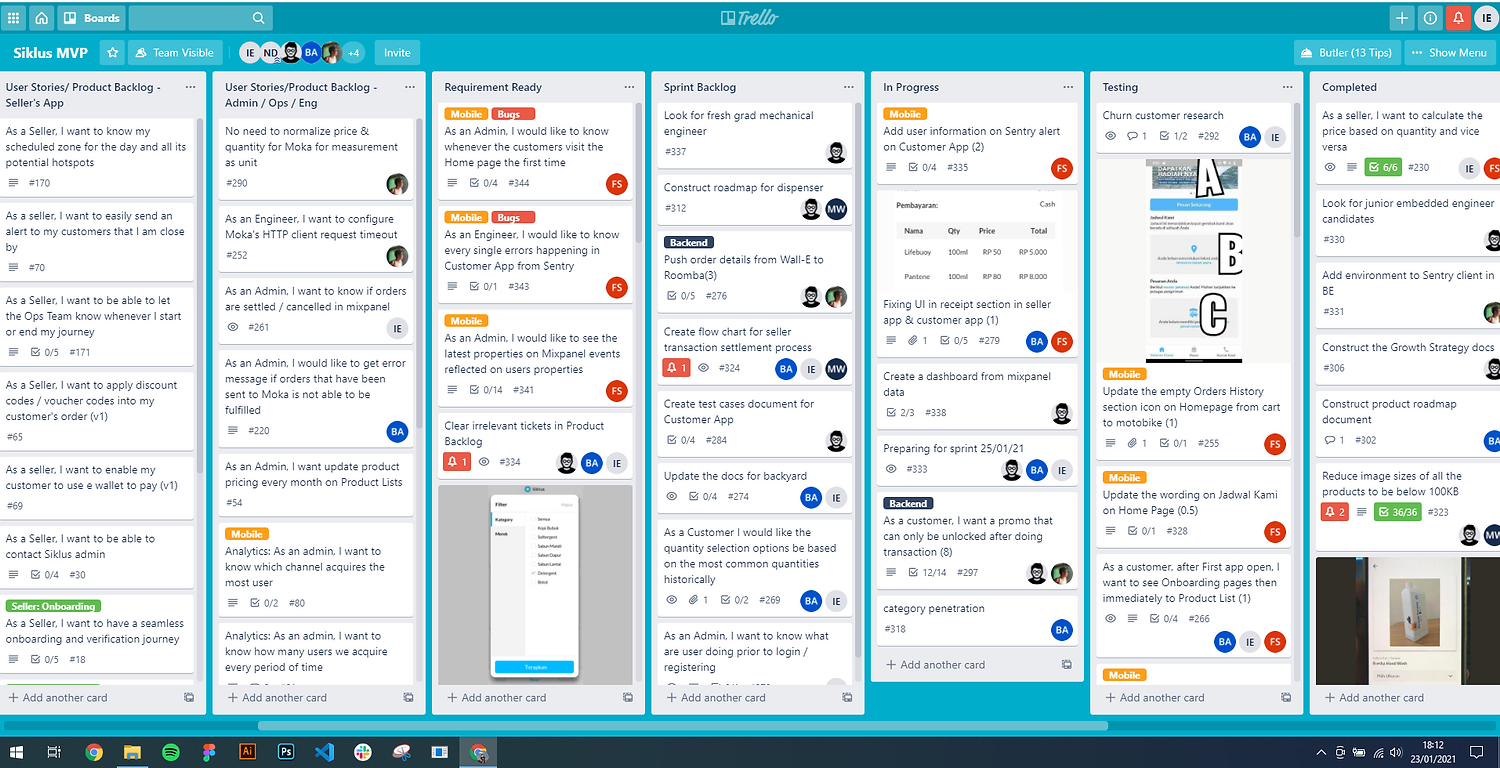 Boards
Trello
IE
Siklus MVP
Team Visible
IE
ND
BA
+4
Invite
Butler (13 Tips)
Show Menu
User Stories/ Product Backlog -
Seller's App
As a Seller, I want to know my
scheduled zone for the day and all its
potential hotspots
#170
As a seller, I want to easily send an
alert to my customers that I am close
by
#70
As a Seller, I want to be able to let
the Ops Team know whenever I start
or end my journey
0/5 #171
As a Seller, I want to apply discount
codes / voucher codes into my
customer's order (v1)
#65
As a seller, I want to enable my
customer to use e wallet to pay (v1)
#69
As a Seller, I want to be able to
contact Siklus admin
0/4 #30
Seller: Onboarding
As a Seller, I want to have a seamless
onboarding and verification journey
0/5 #18
Add another card
User Stories/Product Backlog -
Admin / Ops / Eng
No need to normalize price &
quantity for Moka for measurement
as unit
#290
As an Engineer, I want to configure
Moka's HTTP client request timeout
#252
As an Admin, I want to know if orders
are settled / cancelled in mixpanel
#261
IE
As an Admin, I would like to get error
message if orders that have been
sent to Moka is not able to be
fulfilled
#220
BA
As an Admin, I want update product
pricing every month on Product Lists
#54
Mobile
Analytics: As an admin, I want to
know which channel acquires the
most user
0/2 #80
Analytics: As an admin, I want to
know how many users we acquire
every period of time
Add another card
Requirement Ready
Mobile Bugs
As an Admin, I would like to know
whenever the customers visit the
Home page the first time
0/4 #344
FS
Mobile Bugs
As an Engineer, I would like to know
every single errors happening in
Customer App from Sentry
0/1 #343
FS
Mobile
As an Admin, I would like to see the
latest properties on Mixpanel events
reflected on users properties
0/14 #341
FS
Clear irrelevant tickets in Product
Backlog
1 #334
BA IE
Siklus
Filter
Kategori
Merek
Semua
Sabun Mandi
Sabun Dapur
Sabun Lantai
Detergent
Botol
Terapkan
Add another card
Sprint Backlog
Look for fresh grad mechanical
engineer
#337
Construct roadmap for dispenser
#312
MW
Backend
Push order details from Wall-E to
Roomba(3)
0/5 #276
Create flow chart for seller
transaction settlement process
1 #324
BA IE MW
Create test cases document for
Customer App
0/4 #284
Update the docs for backyard
0/4 #274
BA IE
As a Customer I would like the
quantity selection options be based
on the most common quantities
historically
1 0/2 #269
BA IE
As an Admin, I want to know what
are user doing prior to login /
registering
Add another card
In Progress
Mobile
Add user information on Sentry alert
on Customer App (2)
0/4 #335
FS
Pembayaran: Cash
Nama Qty Price Total
Lifebuoy 100ml RP 50 RP 5.000
Pantene 100ml RP 80 RP 8.000
Fixing UI in receipt section in seller
app & customer app (1)
1 0/5 #279
BA FS
Create a dashboard from mixpanel
data
2/3 #338
Preparing for sprint 25/01/21
#333
BA IE
Backend
As a customer, I want a promo that
can only be unlocked after doing
transaction (8)
12/14 #297
category penetration
#318
BA
Add another card
Testing
Churn customer research
1 1/2 #292
BA IE
DAPATKAN
A
Pesan Sekarang
Jadwal Kami
B
C
Mobile
Update the empty Orders History
section icon on Homepage from cart
to motobike (1)
1 0/1 #255
FS
Mobile
Update the wording on Jadwal Kami
on Home Page (0.5)
0/1 #328
FS
As a customer, after First app open, I
want to see Onboarding pages then
immediately to Product List (1)
0/4 #266
BA IE FS
Mobile
Add another card
Completed
As a seller, I want to calculate the
price based on quantity and vice
versa
6/6 #230
IE FS
Look for junior embedded engineer
candidates
#330
Add environment to Sentry client in
BE
#331
Construct the Growth Strategy docs
#306
Construct product roadmap
document
1 #302
BA
Reduce image sizes of all the
products to be below 100KB
2 36/36 #323
MW
Pilih Ukuran
Add another card
Ai
Ps
18:12
23/01/2021